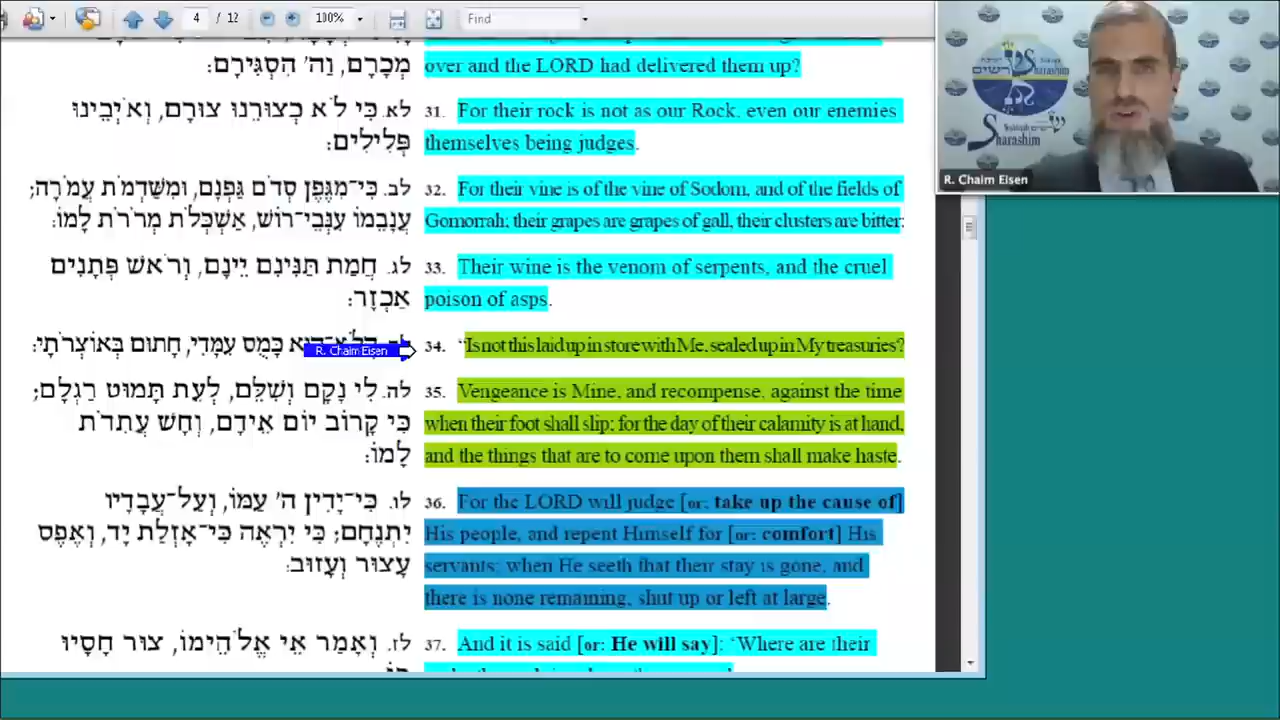 4 / 12 100% Find
מְכָרָם, וַה' הִסְגִּירָם:
over and the LORD had delivered them up?
לא. כִּי לֹא כְצוּרֵנוּ צוּרָם, וְאֹיְבֵינוּ
פְּלִילִים:
31. For their rock is not as our Rock, even our enemies
themselves being judges.
לב. כִּי-מִגֶּפֶן סְדֹם גַּפְנָם, וּמִשַּׁדְמֹת עֲמֹרָה;
עֲנָבֵמוֹ עִנְּבֵי-רוֹשׁ, אַשְׁכְּלֹת מְרֹרֹת לָמוֹ:
32. For their vine is of the vine of Sodom, and of the fields of
Gomorrah; their grapes are grapes of gall, their clusters are bitter;
לג. חֲמַת תַּנִּינִם יֵינָם, וְרֹאשׁ פְּתָנִים
אַכְזָר:
33. Their wine is the venom of serpents, and the cruel
poison of asps.
הֲלֹא-הוּא כָּמֻס עִמָּדִי, חָתוּם בְּאוֹצְרֹתָי:
R. Chaim Eisen
34. “Is not this laid up in store with Me, sealed up in My treasuries?
לה. לִי נָקָם וְשִׁלֵּם, לְעֵת תָּמוּט רַגְלָם;
כִּי קָרוֹב יוֹם אֵידָם, וְחָשׁ עֲתִדֹת
לָמוֹ:
35. Vengeance is Mine, and recompense, against the time
when their foot shall slip; for the day of their calamity is at hand,
and the things that are to come upon them shall make haste.
לו. כִּי-יָדִין ה' עַמּוֹ, וְעַל-עֲבָדָיו
יִתְנֶחָם; כִּי יִרְאֶה כִּי-אָזְלַת יָד, וְאֶפֶס
עָצוּר וְעָזוּב:
36. For the LORD will judge [or: take up the cause of]
His people, and repent Himself for [or: comfort] His
servants; when He seeth that their stay is gone, and
there is none remaining, shut up or left at large.
לז. וְאָמַר אֵי אֱלֹהֵימוֹ, צוּר חָסָיוּ
37. And it is said [or: He will say]: ‘Where are their
שרשים
Sharashim
Yeshivat
Sharashim
R. Chaim Eisen